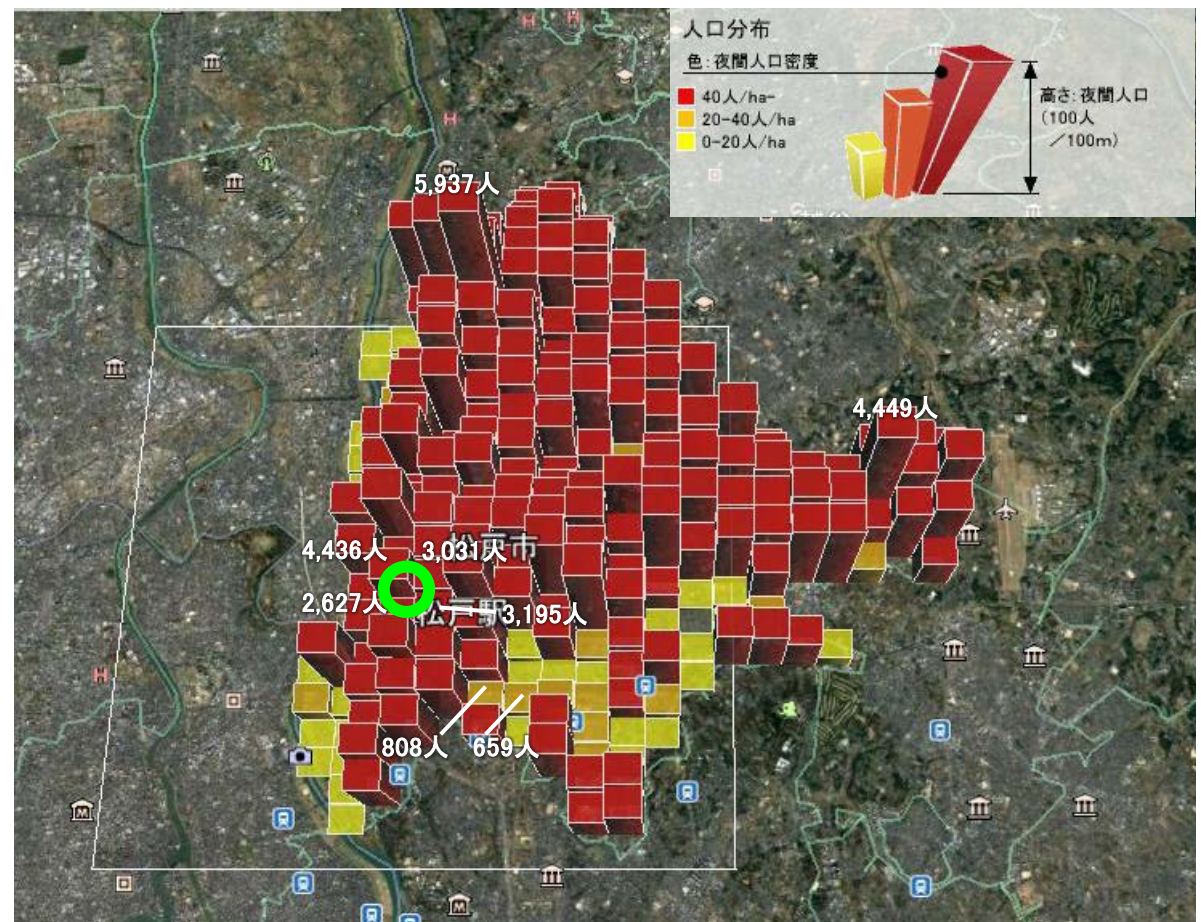 人口分布
色:夜間人口密度
40人/ha-
20-40人/ha
0-20人/ha
高さ:夜間人口
(100人
/100m)
5,937人
4,449人
4,436人
3,031人
松戸市
2,627人
松戸駅
3,195人
808人
659人